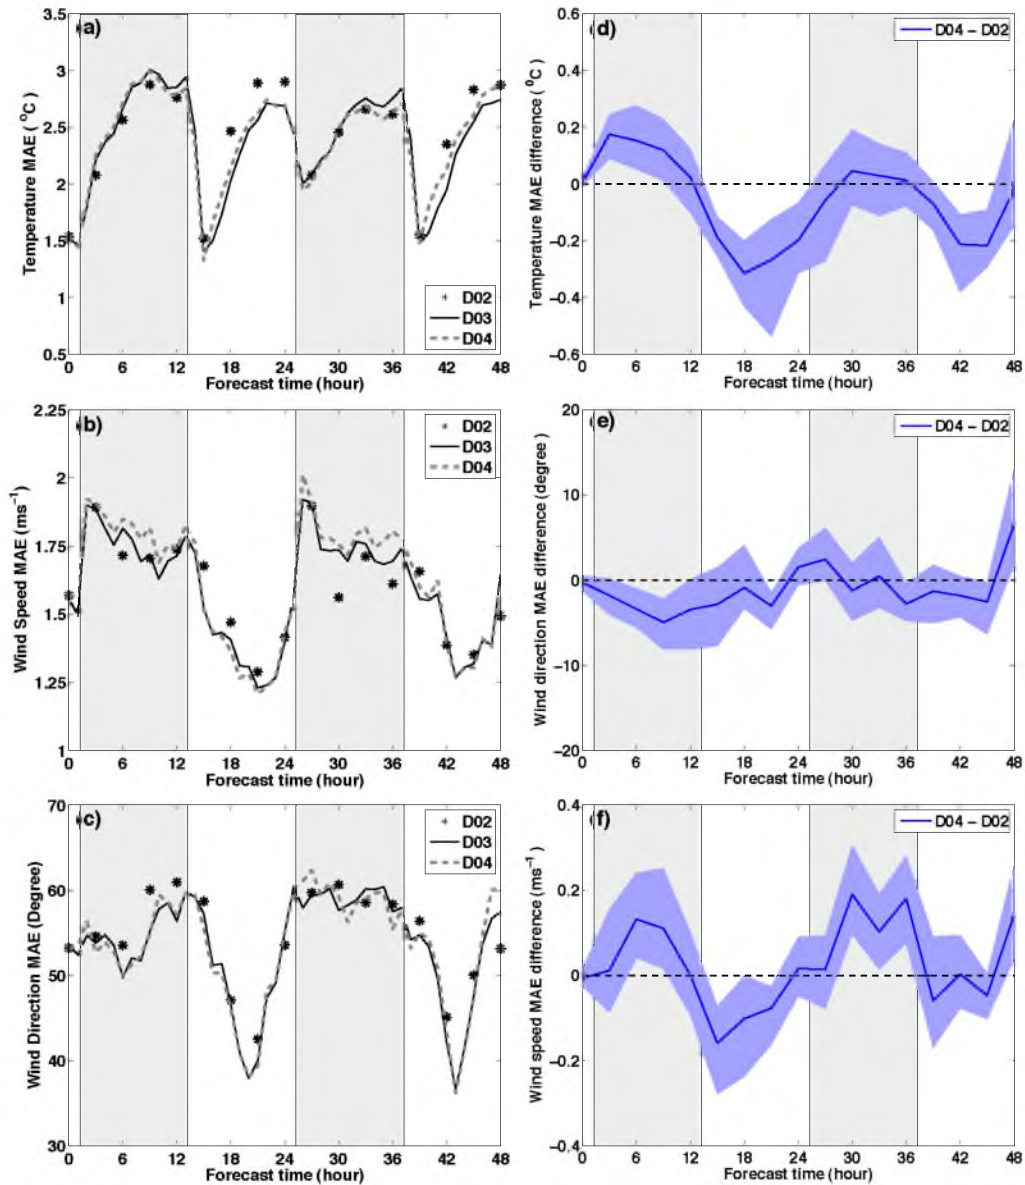 a)
3.5
3
2.5
2
1.5
1
0.5
Temperature MAE ( °C)
0 6 12 18 24 30 36 42 48
Forecast time (hour)
D02
D03
D04
d)
0.6
0.4
0.2
0
−0.2
−0.4
−0.6
Temperature MAE difference ( °C)
0 6 12 18 24 30 36 42 48
Forecast time (hour)
D04 − D02
b)
2.25
2
1.75
1.5
1.25
1
Wind Speed MAE (ms⁻¹)
0 6 12 18 24 30 36 42 48
Forecast time (hour)
D02
D03
D04
e)
20
10
0
−10
−20
Wind direction MAE difference (degree )
0 6 12 18 24 30 36 42 48
Forecast time (hour)
D04 − D02
c)
70
60
50
40
30
Wind Direction MAE (Degree)
0 6 12 18 24 30 36 42 48
Forecast time (hour)
D02
D03
D04
f)
0.4
0.2
0
−0.2
−0.4
Wind speed MAE difference (ms⁻¹)
0 6 12 18 24 30 36 42 48
Forecast time (hour)
D04 − D02